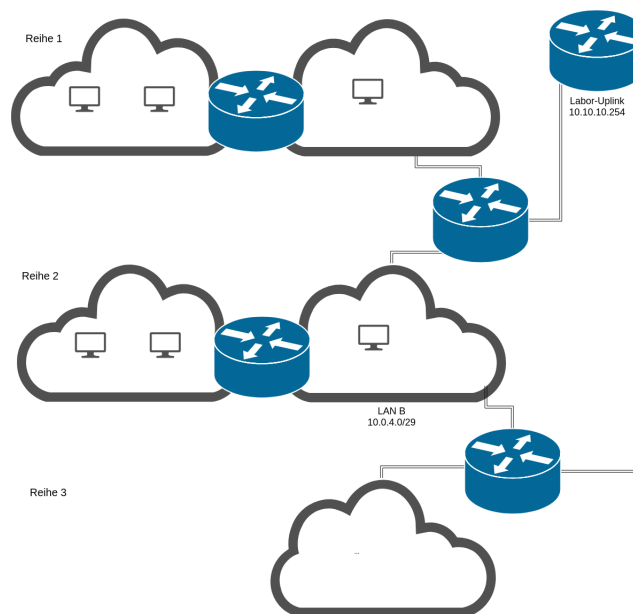 Reihe 1
Labor-Uplink
10.10.10.254
Reihe 2
LAN B
10.0.4.0/29
Reihe 3
...